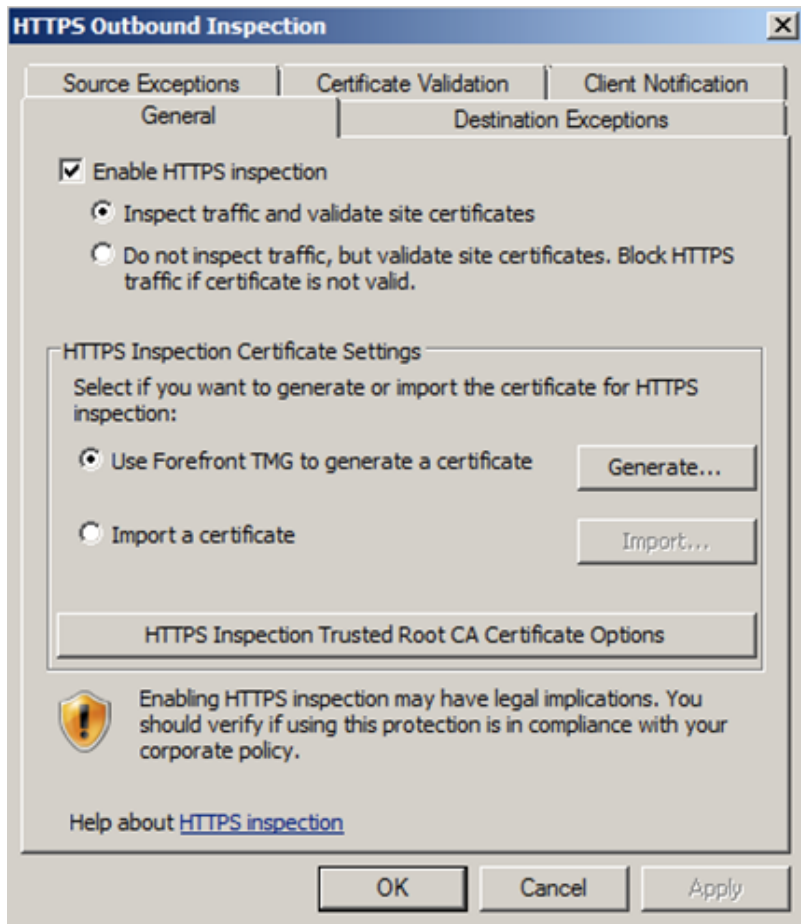 HTTPS Outbound Inspection
Source Exceptions
Certificate Validation
Client Notification
General
Destination Exceptions
Enable HTTPS inspection
Inspect traffic and validate site certificates
Do not inspect traffic, but validate site certificates. Block HTTPS
traffic if certificate is not valid.
HTTPS Inspection Certificate Settings
Select if you want to generate or import the certificate for HTTPS
inspection:
Use Forefront TMG to generate a certificate
Generate...
Import a certificate
Import...
HTTPS Inspection Trusted Root CA Certificate Options
Enabling HTTPS inspection may have legal implications. You
should verify if using this protection is in compliance with your
corporate policy.
Help about HTTPS inspection
OK
Cancel
Apply